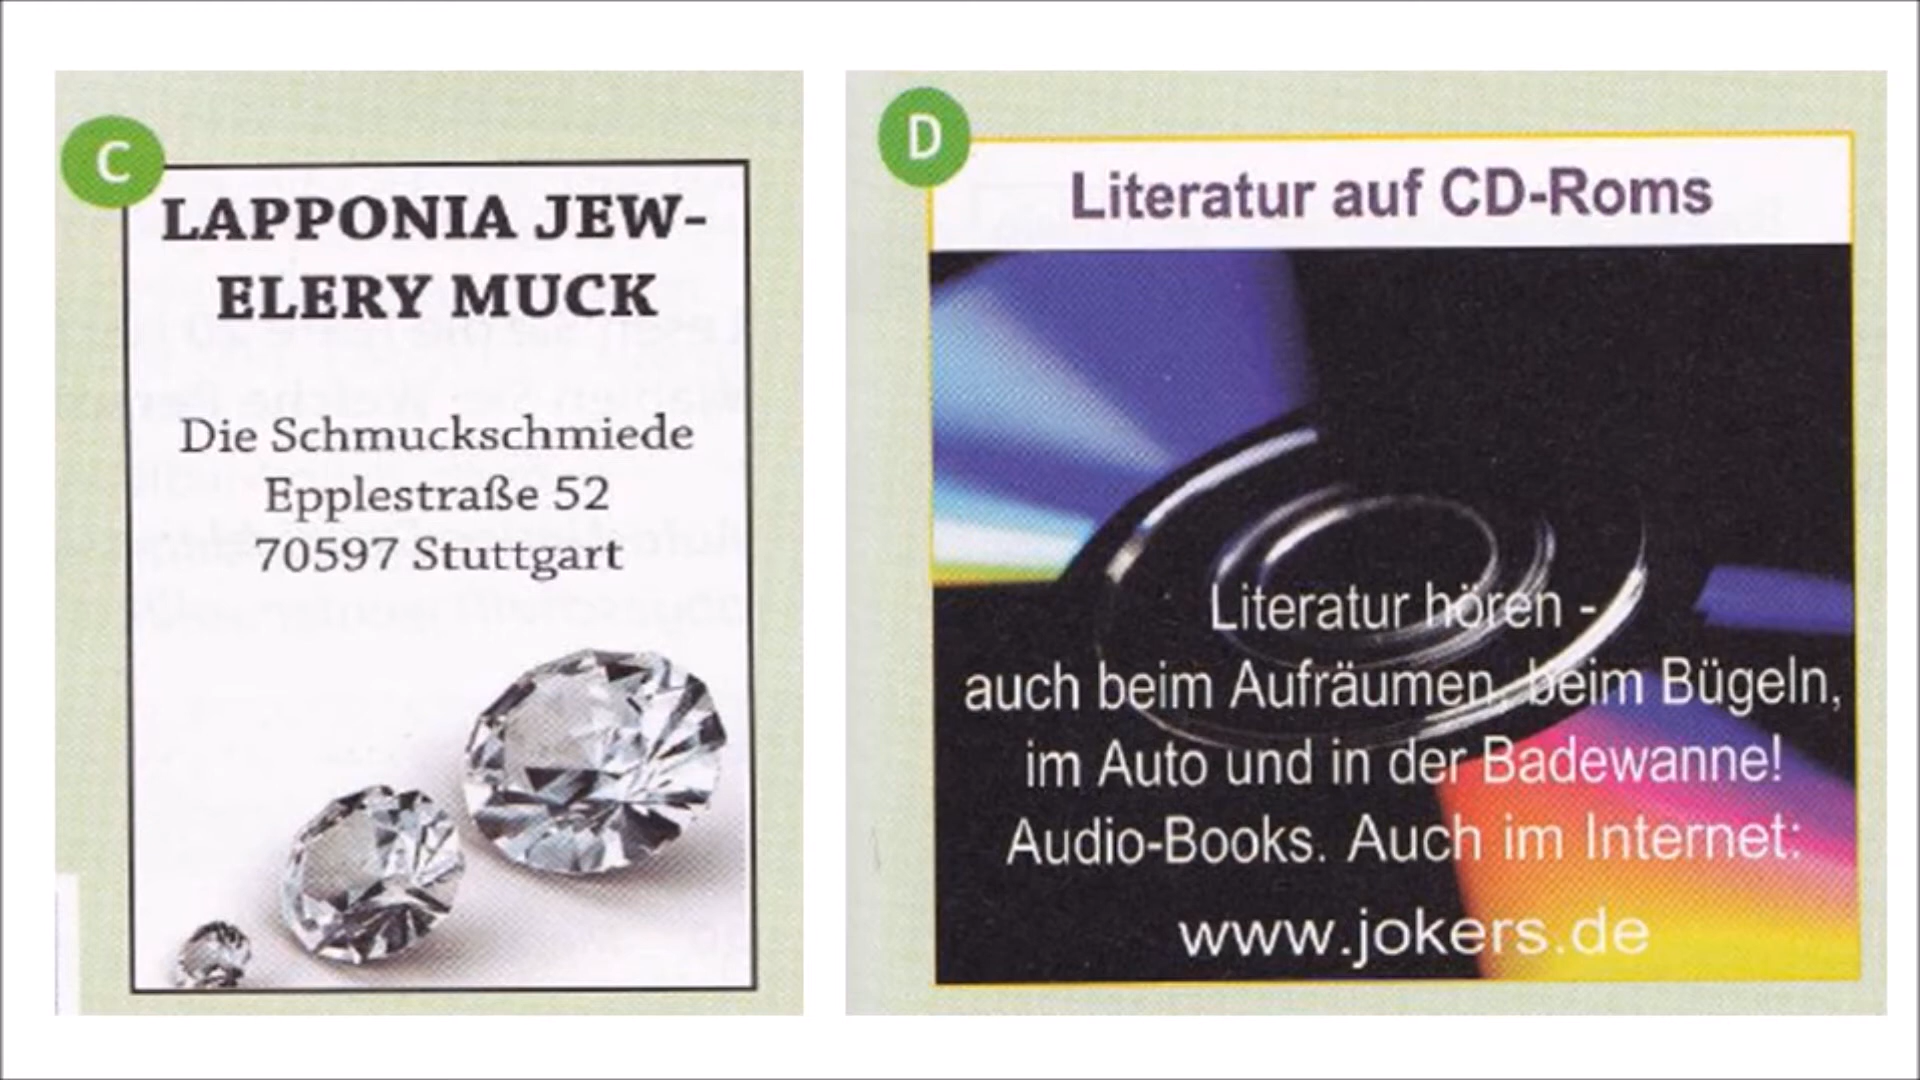 C
LAPPONIA JEW-
ELERY MUCK
Die Schmuckschmiede
Epplestraße 52
70597 Stuttgart
D
Literatur auf CD-Roms
Literatur hören -
auch beim Aufräumen, beim Bügeln,
im Auto und in der Badewanne!
Audio-Books. Auch im Internet:
www.jokers.de